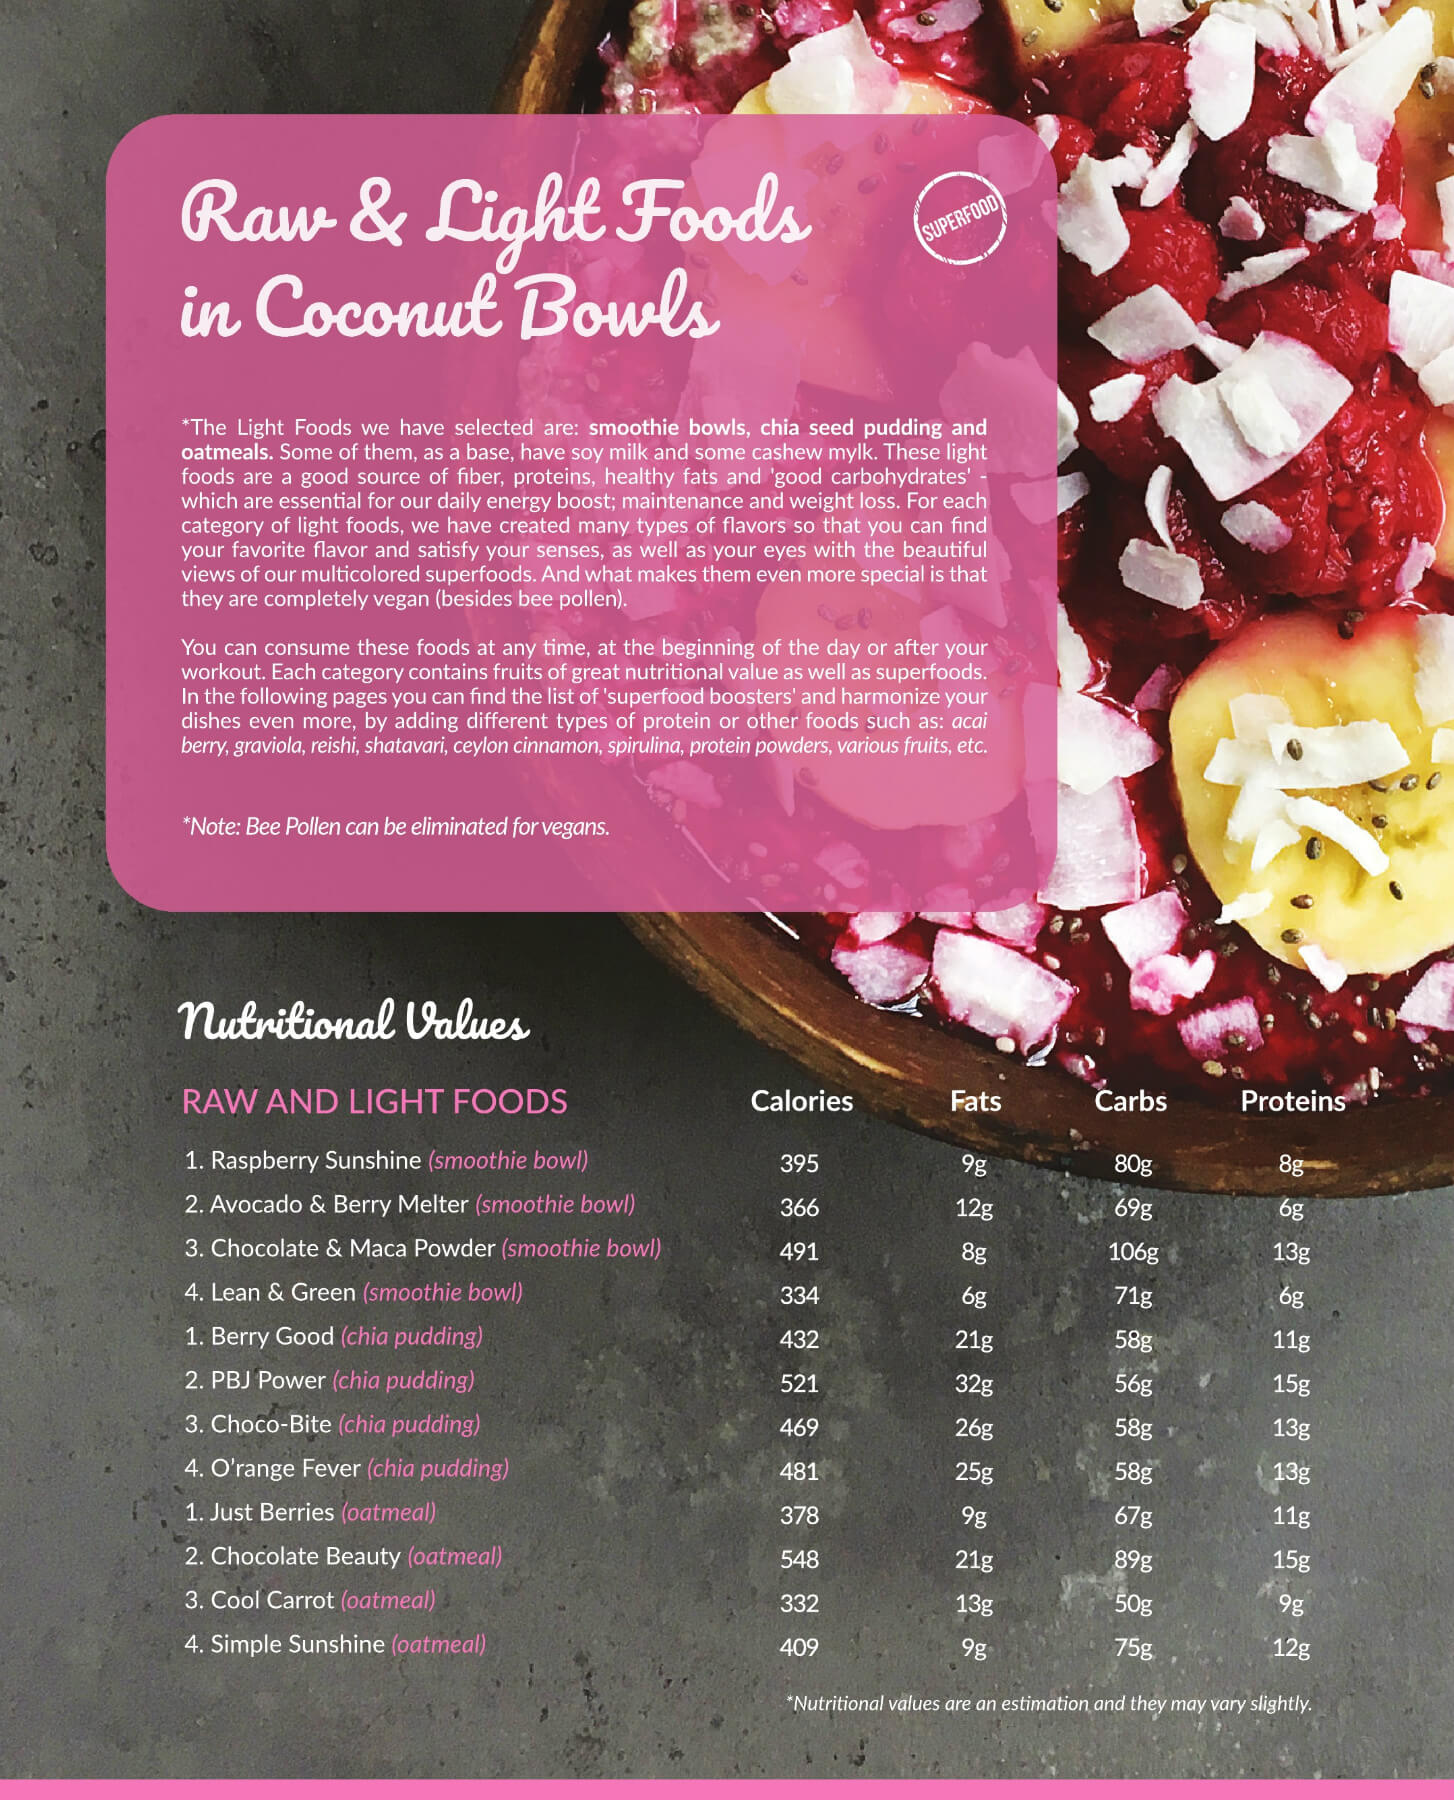 Raw & Light Foods
in Coconut Bowls
SUPERFOOD
*The Light Foods we have selected are: smoothie bowls, chia seed pudding and
oatmeals. Some of them, as a base, have soy milk and some cashew mylk. These light
foods are a good source of fiber, proteins, healthy fats and 'good carbohydrates' -
which are essential for our daily energy boost; maintenance and weight loss. For each
category of light foods, we have created many types of flavors so that you can find
your favorite flavor and satisfy your senses, as well as your eyes with the beautiful
views of our multicolored superfoods. And what makes them even more special is that
they are completely vegan (besides bee pollen).
You can consume these foods at any time, at the beginning of the day or after your
workout. Each category contains fruits of great nutritional value as well as superfoods.
In the following pages you can find the list of 'superfood boosters' and harmonize your
dishes even more, by adding different types of protein or other foods such as: acai
berry, graviola, reishi, shatavari, ceylon cinnamon, spirulina, protein powders, various fruits, etc.
*Note: Bee Pollen can be eliminated for vegans.
Nutritional Values
RAW AND LIGHT FOODS Calories Fats Carbs Proteins
1. Raspberry Sunshine (smoothie bowl) 395 9g 80g 8g
2. Avocado & Berry Melter (smoothie bowl) 366 12g 69g 6g
3. Chocolate & Maca Powder (smoothie bowl) 491 8g 106g 13g
4. Lean & Green (smoothie bowl) 334 6g 71g 6g
1. Berry Good (chia pudding) 432 21g 58g 11g
2. PBJ Power (chia pudding) 521 32g 56g 15g
3. Choco-Bite (chia pudding) 469 26g 58g 13g
4. O'range Fever (chia pudding) 481 25g 58g 13g
1. Just Berries (oatmeal) 378 9g 67g 11g
2. Chocolate Beauty (oatmeal) 548 21g 89g 15g
3. Cool Carrot (oatmeal) 332 13g 50g 9g
4. Simple Sunshine (oatmeal) 409 9g 75g 12g
*Nutritional values are an estimation and they may vary slightly.